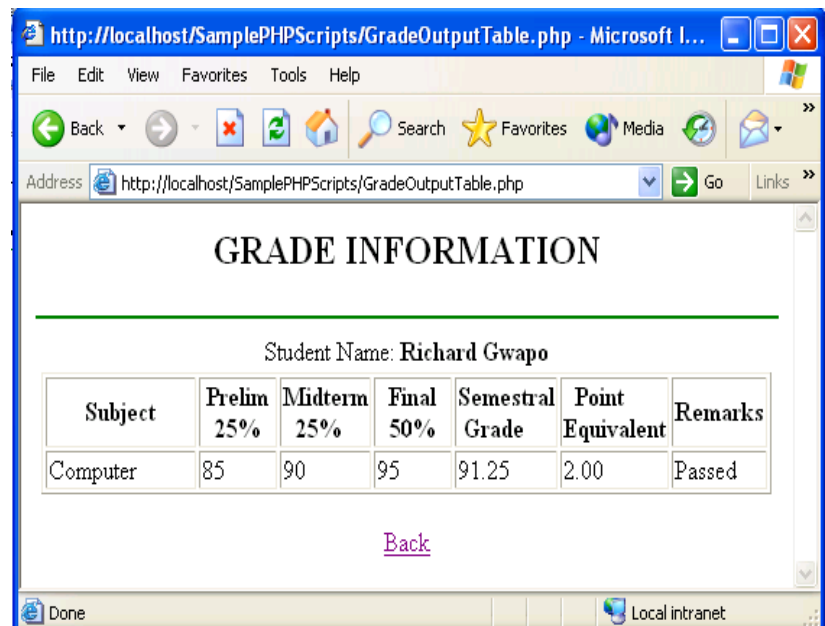 http://localhost/SamplePHPScripts/GradeOutputTable.php - Microsoft I...
File Edit View Favorites Tools Help
Back Search Favorites Media »
Address http://localhost/SamplePHPScripts/GradeOutputTable.php Go Links »
GRADE INFORMATION
Student Name: Richard Gwapo
Subject Prelim 25% Midterm 25% Final 50% Semestral Grade Point Equivalent Remarks
Computer 85 90 95 91.25 2.00 Passed
Back
Done Local intranet